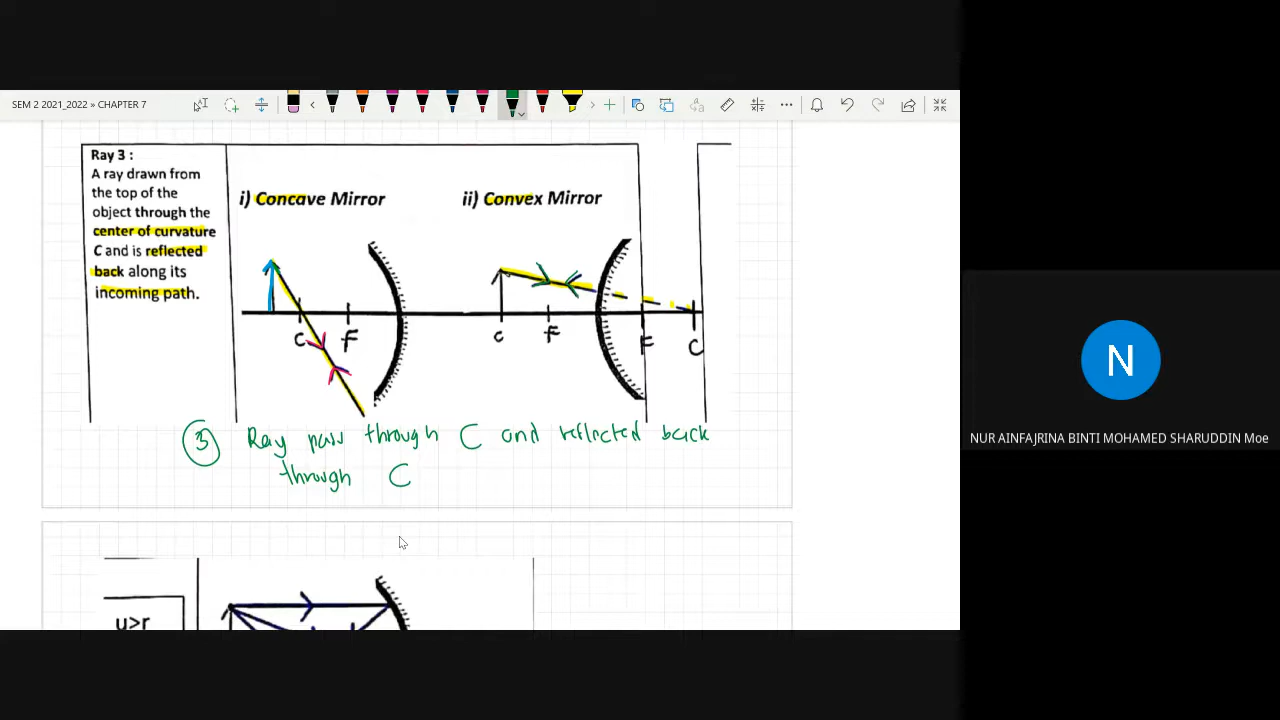 SEM 2 2021_2022 » CHAPTER 7
Ray 3 :
A ray drawn from
the top of the
object through the
center of curvature
C and is reflected
back along its
incoming path.
i) Concave Mirror
ii) Convex Mirror
C F
C F F C
3 Ray pass through C and reflected back
through C
u>r
N
NUR AINFAJRINA BINTI MOHAMED SHARUDDIN Moe